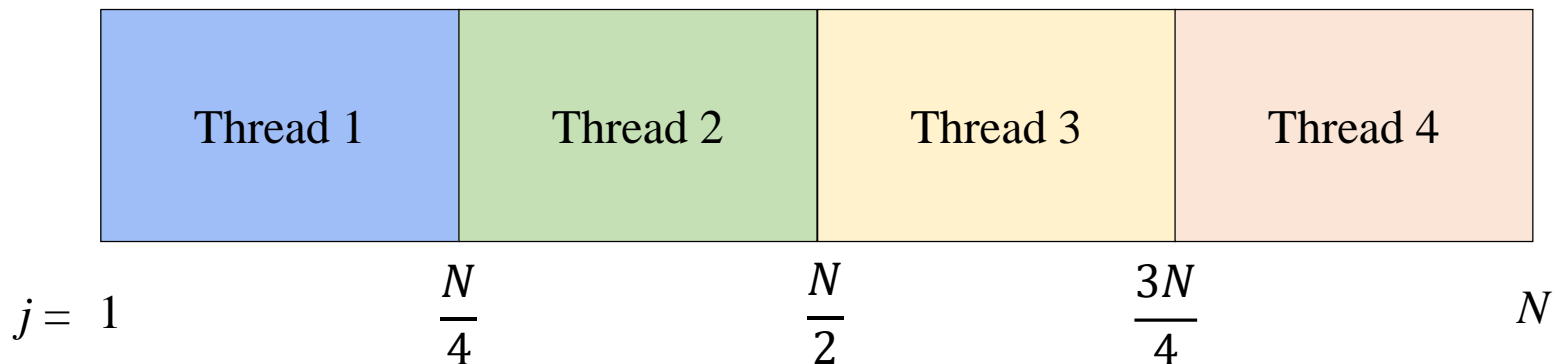 Thread 1 Thread 2 Thread 3 Thread 4
j = 1 N/4 N/2 3N/4 N